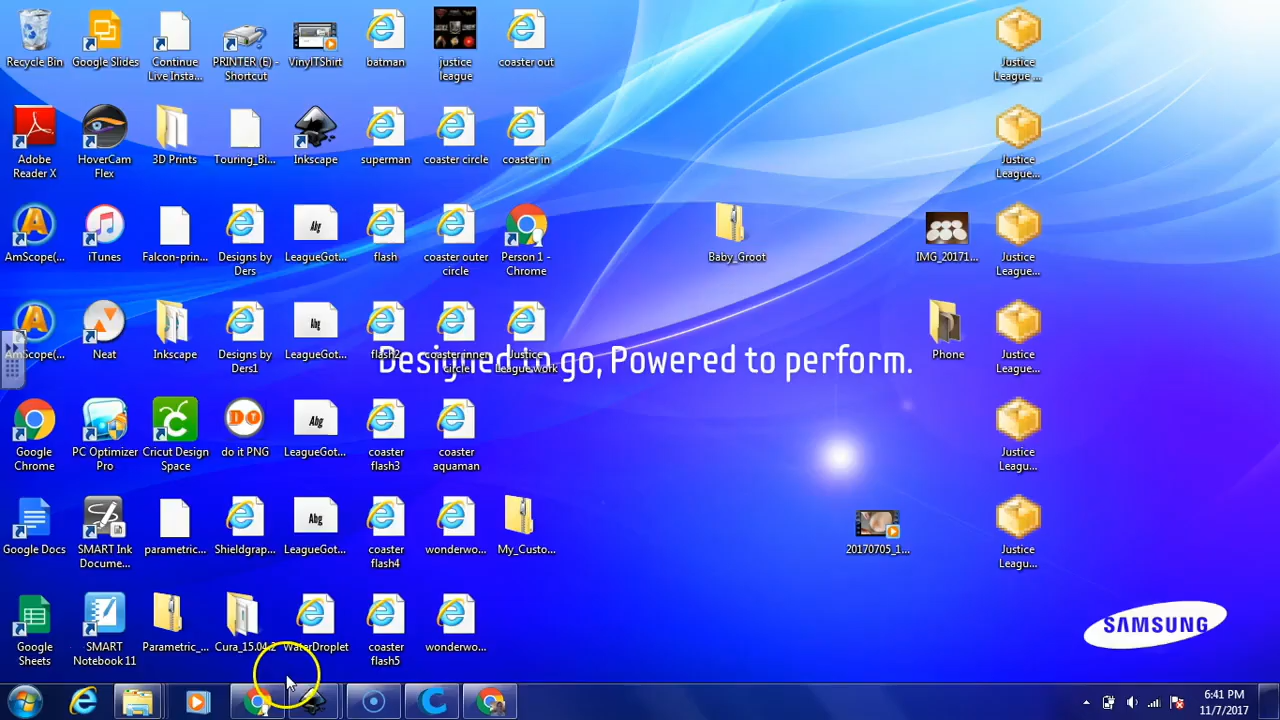 Recycle Bin
Google Slides
Continue
Live Insta...
PRINTER (E) -
Shortcut
VinylTShirt
batman
justice
league
coaster out
Justice
League ...
Adobe
Reader X
HoverCam
Flex
3D Prints
Touring_Bi...
Inkscape
superman
coaster circle
coaster in
Justice
League...
AmScope(...
iTunes
Falcon-prin...
Designs by
Ders
LeagueGot...
flash
coaster outer
circle
Person 1 -
Chrome
Baby_Groot
IMG_20171...
Justice
League...
AmScope(...
Neat
Inkscape
Designs by
Ders1
LeagueGot...
flash2
coaster inner
circle
Justice
League work
Phone
Justice
League...
Designed to go, Powered to perform.
Google
Chrome
PC Optimizer
Pro
Cricut Design
Space
do it PNG
LeagueGot...
coaster
flash3
coaster
aquaman
Justice
Leagu...
Google Docs
SMART Ink
Docume...
parametric...
Shieldgrap...
LeagueGot...
coaster
flash4
wonderwo...
My_Custo...
20170705_1...
Justice
Leagu...
Google
Sheets
SMART
Notebook 11
Parametric_...
Cura_15.04.2
WaterDroplet
coaster
flash5
wonderwo...
SAMSUNG
6:41 PM
11/7/2017